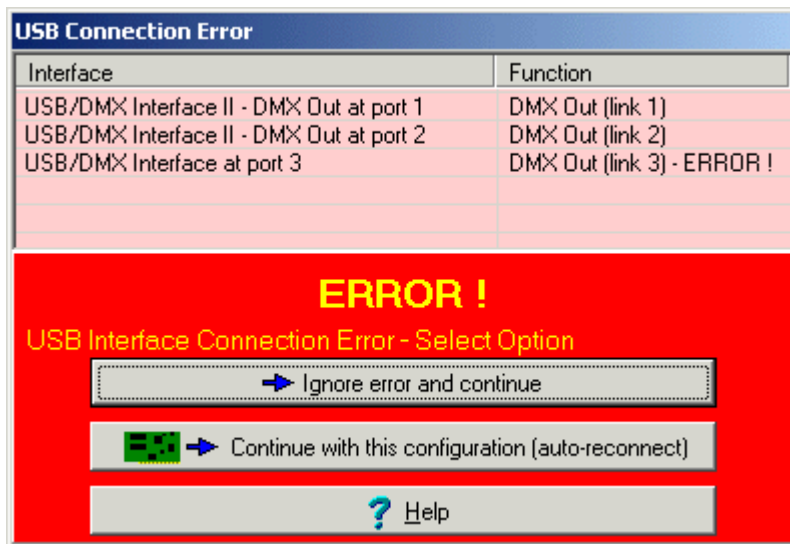 USB Connection Error
Interface Function
USB/DMX Interface II - DMX Out at port 1 DMX Out (link 1)
USB/DMX Interface II - DMX Out at port 2 DMX Out (link 2)
USB/DMX Interface at port 3 DMX Out (link 3) - ERROR !
ERROR !
USB Interface Connection Error - Select Option
Ignore error and continue
Continue with this configuration (auto-reconnect)
Help